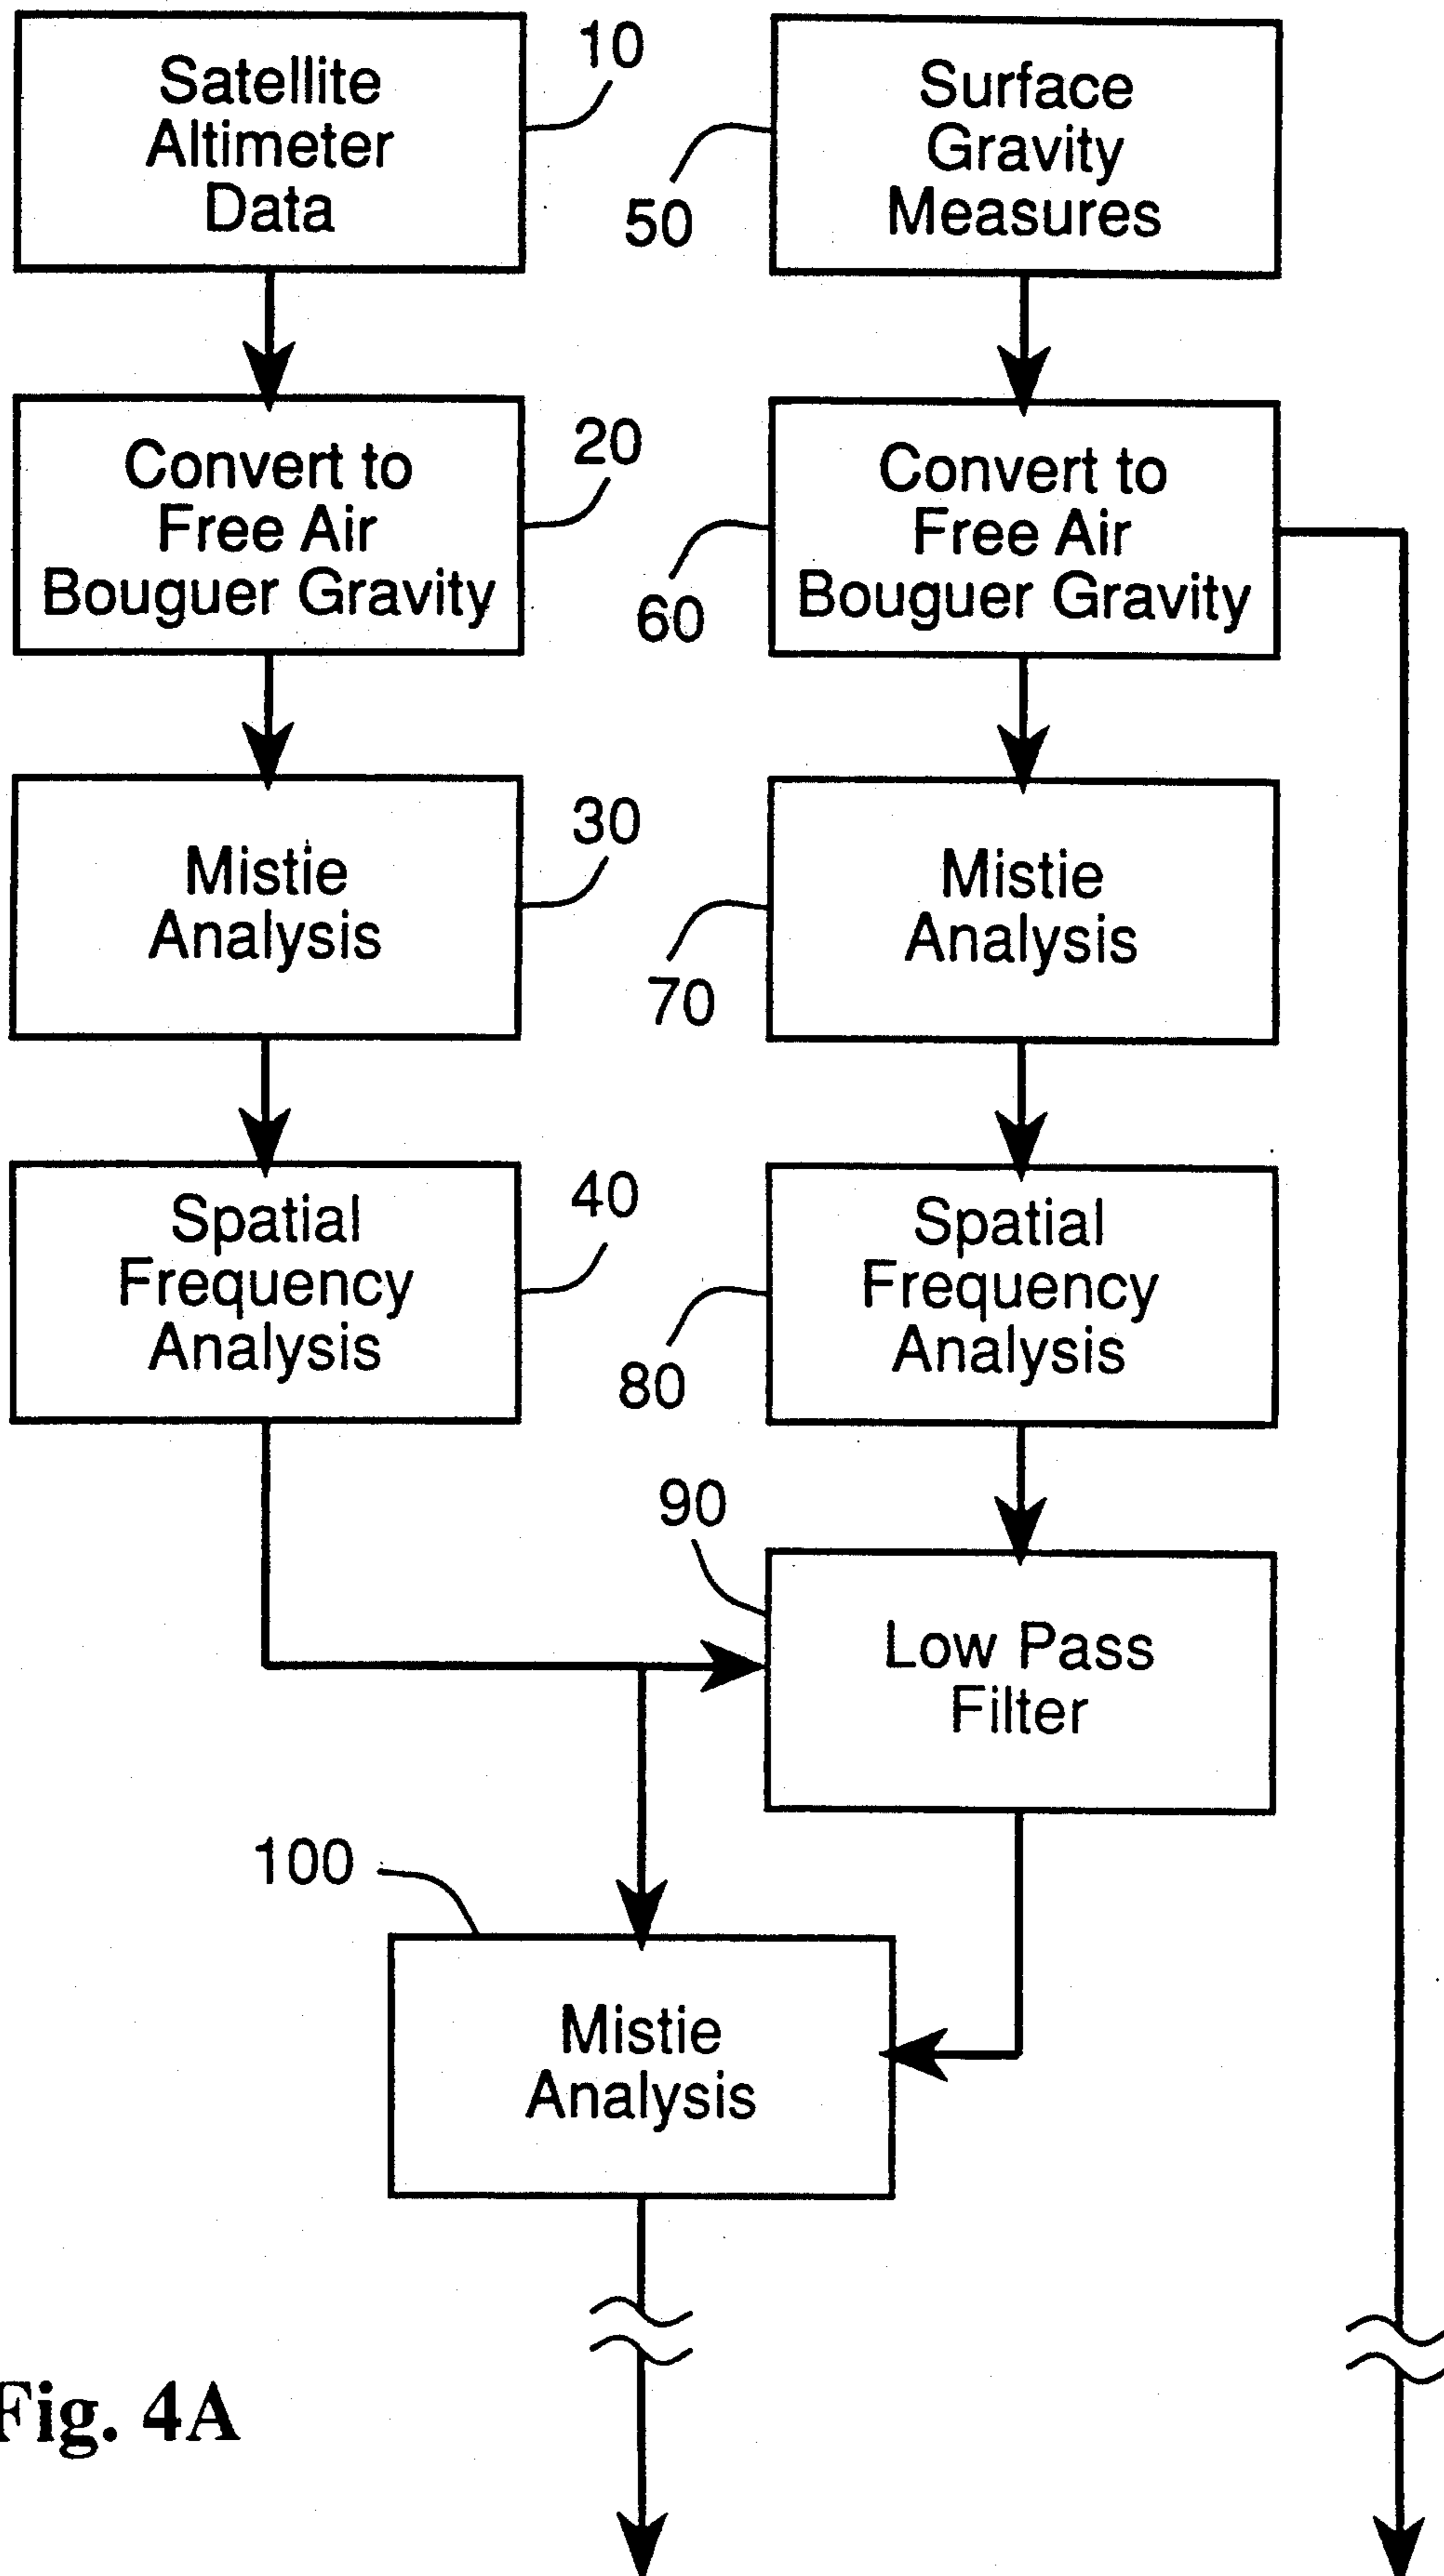 Satellite
Altimeter
Data
10
Surface
Gravity
Measures
50
Convert to
Free Air
Bouguer Gravity
20
Convert to
Free Air
Bouguer Gravity
60
Mistie
Analysis
30
Mistie
Analysis
70
Spatial
Frequency
Analysis
40
Spatial
Frequency
Analysis
80
90
Low Pass
Filter
100
Mistie
Analysis
Fig. 4A